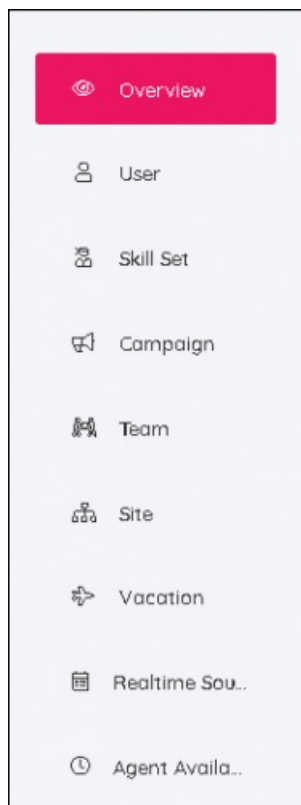 Overview
User
Skill Set
Campaign
Team
Site
Vacation
Realtime Sou...
Agent Availa...